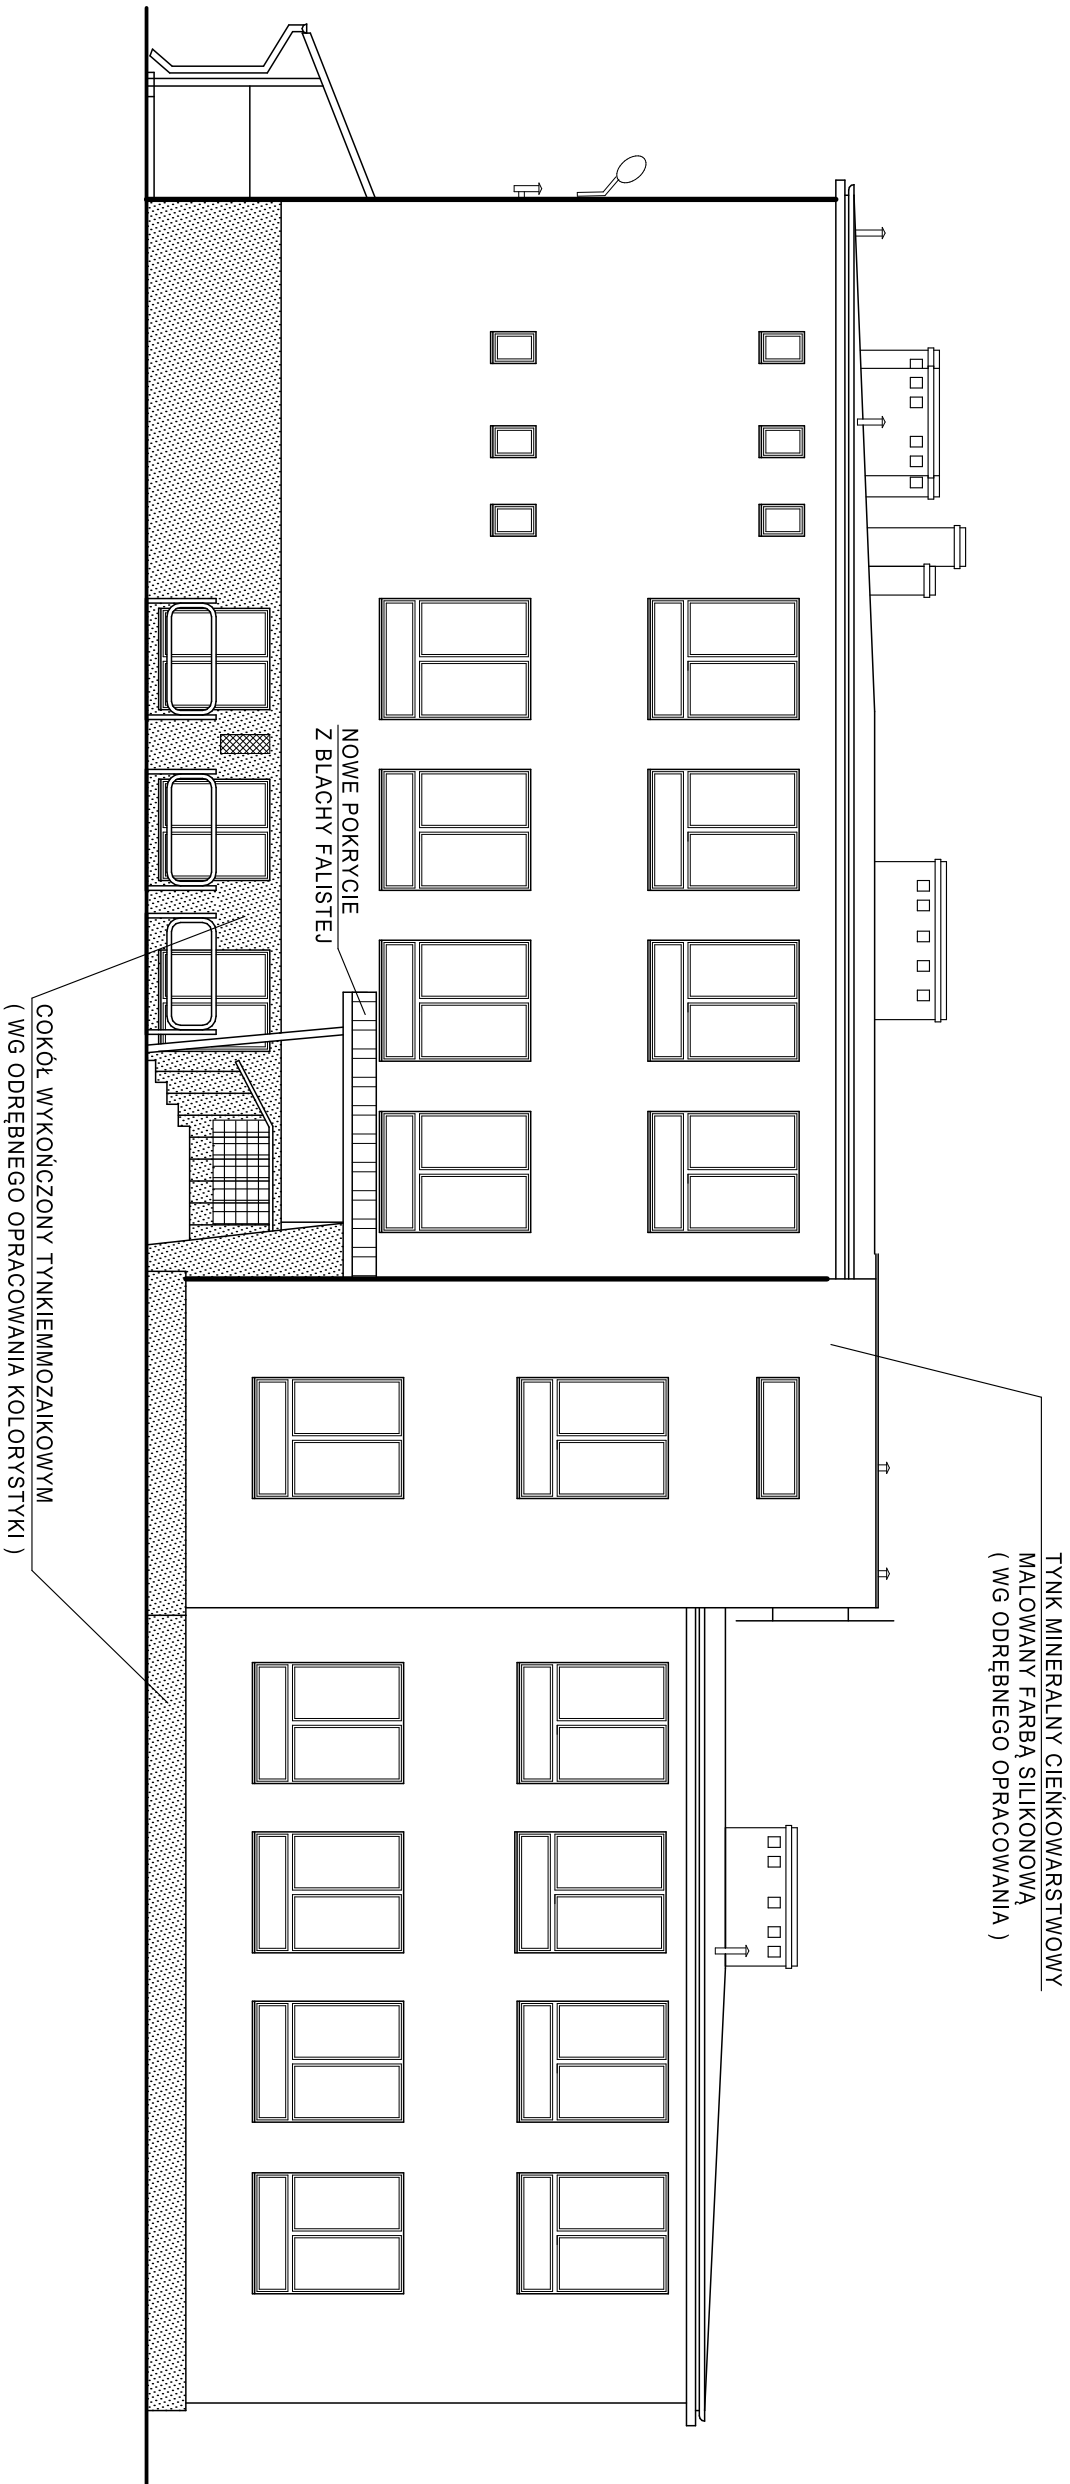 TYNK MINERALNY CIEŃKOWARSTWOWY
MALOWANY FARBĄ SILIKONOWĄ
( WG ODRĘBNEGO OPRACOWANIA )
NOWE POKRYCIE
Z BLACHY FALISTEJ
COKÓŁ WYKOŃCZONY TYNKIEMMOZAIKOWYM
( WG ODRĘBNEGO OPRACOWANIA KOLORYSTYKI )